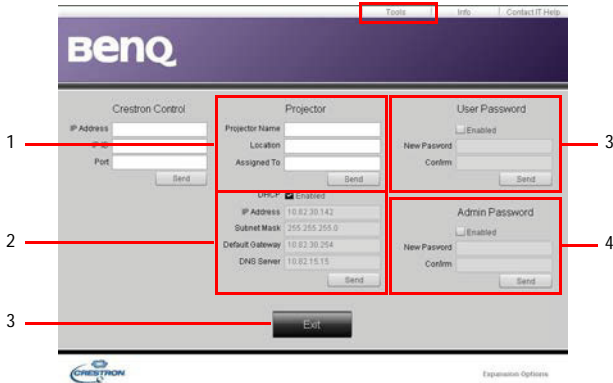 Tools Info Contact IT Help
BenQ
Crestron Control
IP Address
IP ID
Port
Send
1
Projector
Projector Name
Location
Assigned To
Send
User Password
Enabled
New Pasword
Confirm
Send
3
2
DHCP Enabled
IP Address 10.82.30.142
Subnet Mask 255.255.255.0
Default Gateway 10.82.30.254
DNS Server 10.82.15.15
Send
Admin Password
Enabled
New Pasword
Confirm
Send
4
3
Exit
CRESTRON
Expansion Options